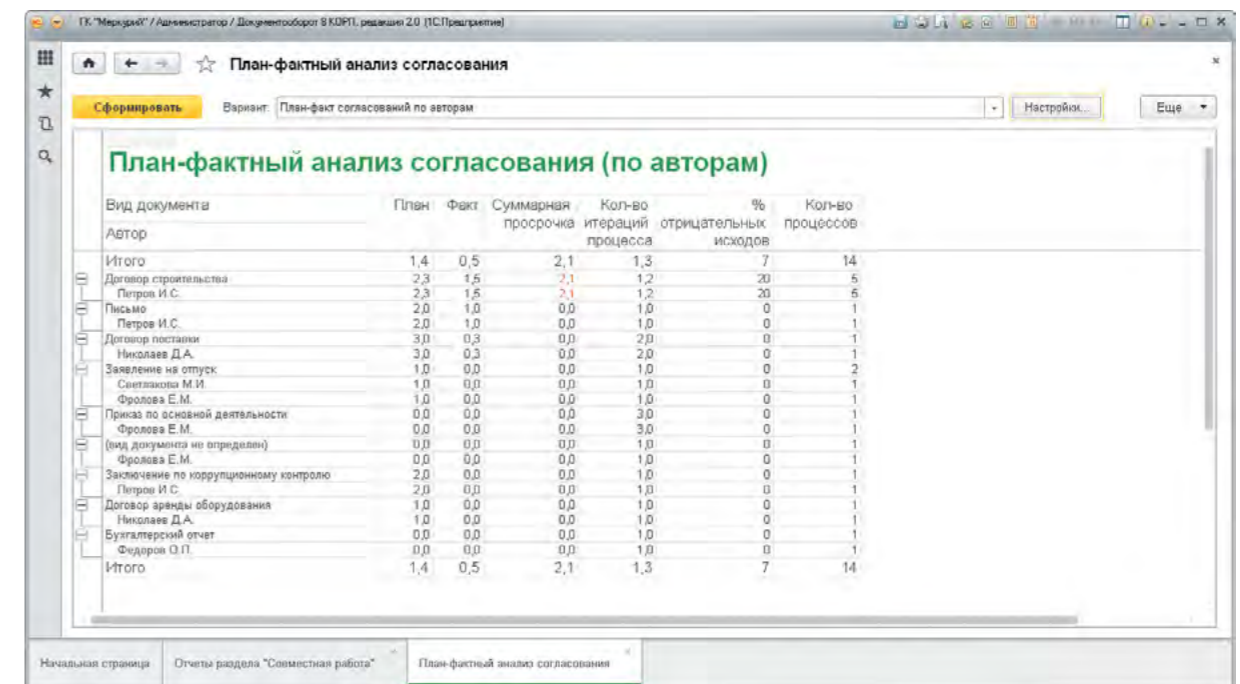 ГК "Меркурий" / Администратор / Документооборот 8 КОРП, редакция 2.0 (1С:Предприятие)
План-фактный анализ согласования
Сформировать Вариант: План-факт согласований по авторам Настройки... Еще
План-фактный анализ согласования (по авторам)
Вид документа План Факт Суммарная Кол-во % Кол-во
просрочка итераций отрицательных процессов
Автор процесса исходов
Итого 1,4 0,5 2,1 1,3 7 14
Договор строительства 2,3 1,5 2,1 1,2 20 5
Петров И.С. 2,3 1,5 2,1 1,2 20 5
Письмо 2,0 1,0 0,0 1,0 0 1
Петров И.С. 2,0 1,0 0,0 1,0 0 1
Договор поставки 3,0 0,3 0,0 2,0 0 1
Николаев Д.А. 3,0 0,3 0,0 2,0 0 1
Заявление на отпуск 1,0 0,0 0,0 1,0 0 2
Светлакова М.И. 1,0 0,0 0,0 1,0 0 1
Фролова Е.М. 1,0 0,0 0,0 1,0 0 1
Приказ по основной деятельности 0,0 0,0 0,0 3,0 0 1
Фролова Е.М. 0,0 0,0 0,0 3,0 0 1
(вид документа не определен) 0,0 0,0 0,0 1,0 0 1
Фролова Е.М. 0,0 0,0 0,0 1,0 0 1
Заключение по коррупционному контролю 2,0 0,0 0,0 1,0 0 1
Петров И.С. 2,0 0,0 0,0 1,0 0 1
Договор аренды оборудования 1,0 0,0 0,0 1,0 0 1
Николаев Д.А. 1,0 0,0 0,0 1,0 0 1
Бухгалтерский отчет 0,0 0,0 0,0 1,0 0 1
Федоров О.П. 0,0 0,0 0,0 1,0 0 1
Итого 1,4 0,5 2,1 1,3 7 14
Начальная страница Отчеты раздела "Совместная работа" План-фактный анализ согласования